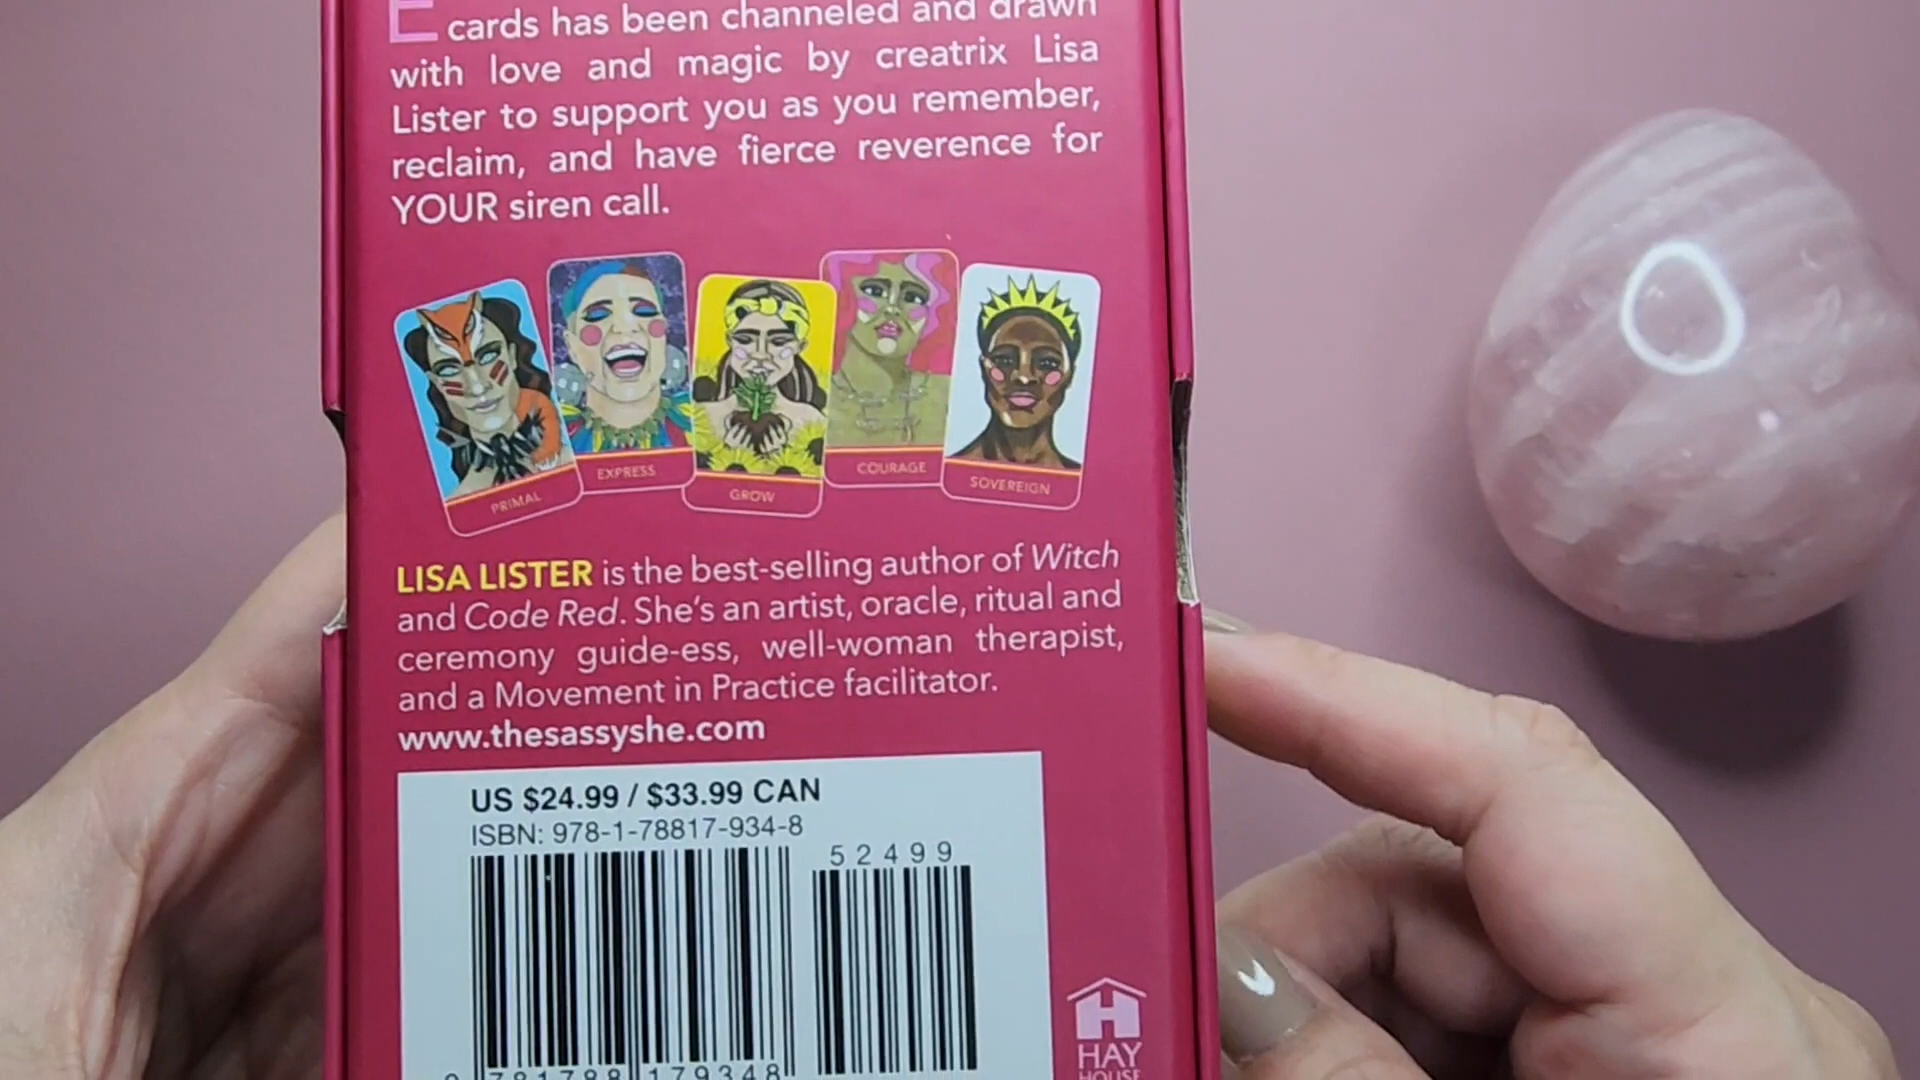 E cards has been channeled and drawn
with love and magic by creatrix Lisa
Lister to support you as you remember,
reclaim, and have fierce reverence for
YOUR siren call.
PRIMAL
EXPRESS
GROW
COURAGE
SOVEREIGN
LISA LISTER is the best-selling author of Witch
and Code Red. She's an artist, oracle, ritual and
ceremony guide-ess, well-woman therapist,
and a Movement in Practice facilitator.
www.thesassyshe.com
US $24.99 / $33.99 CAN
ISBN: 978-1-78817-934-8
52499
9 781788 179348
HAY
HOUSE